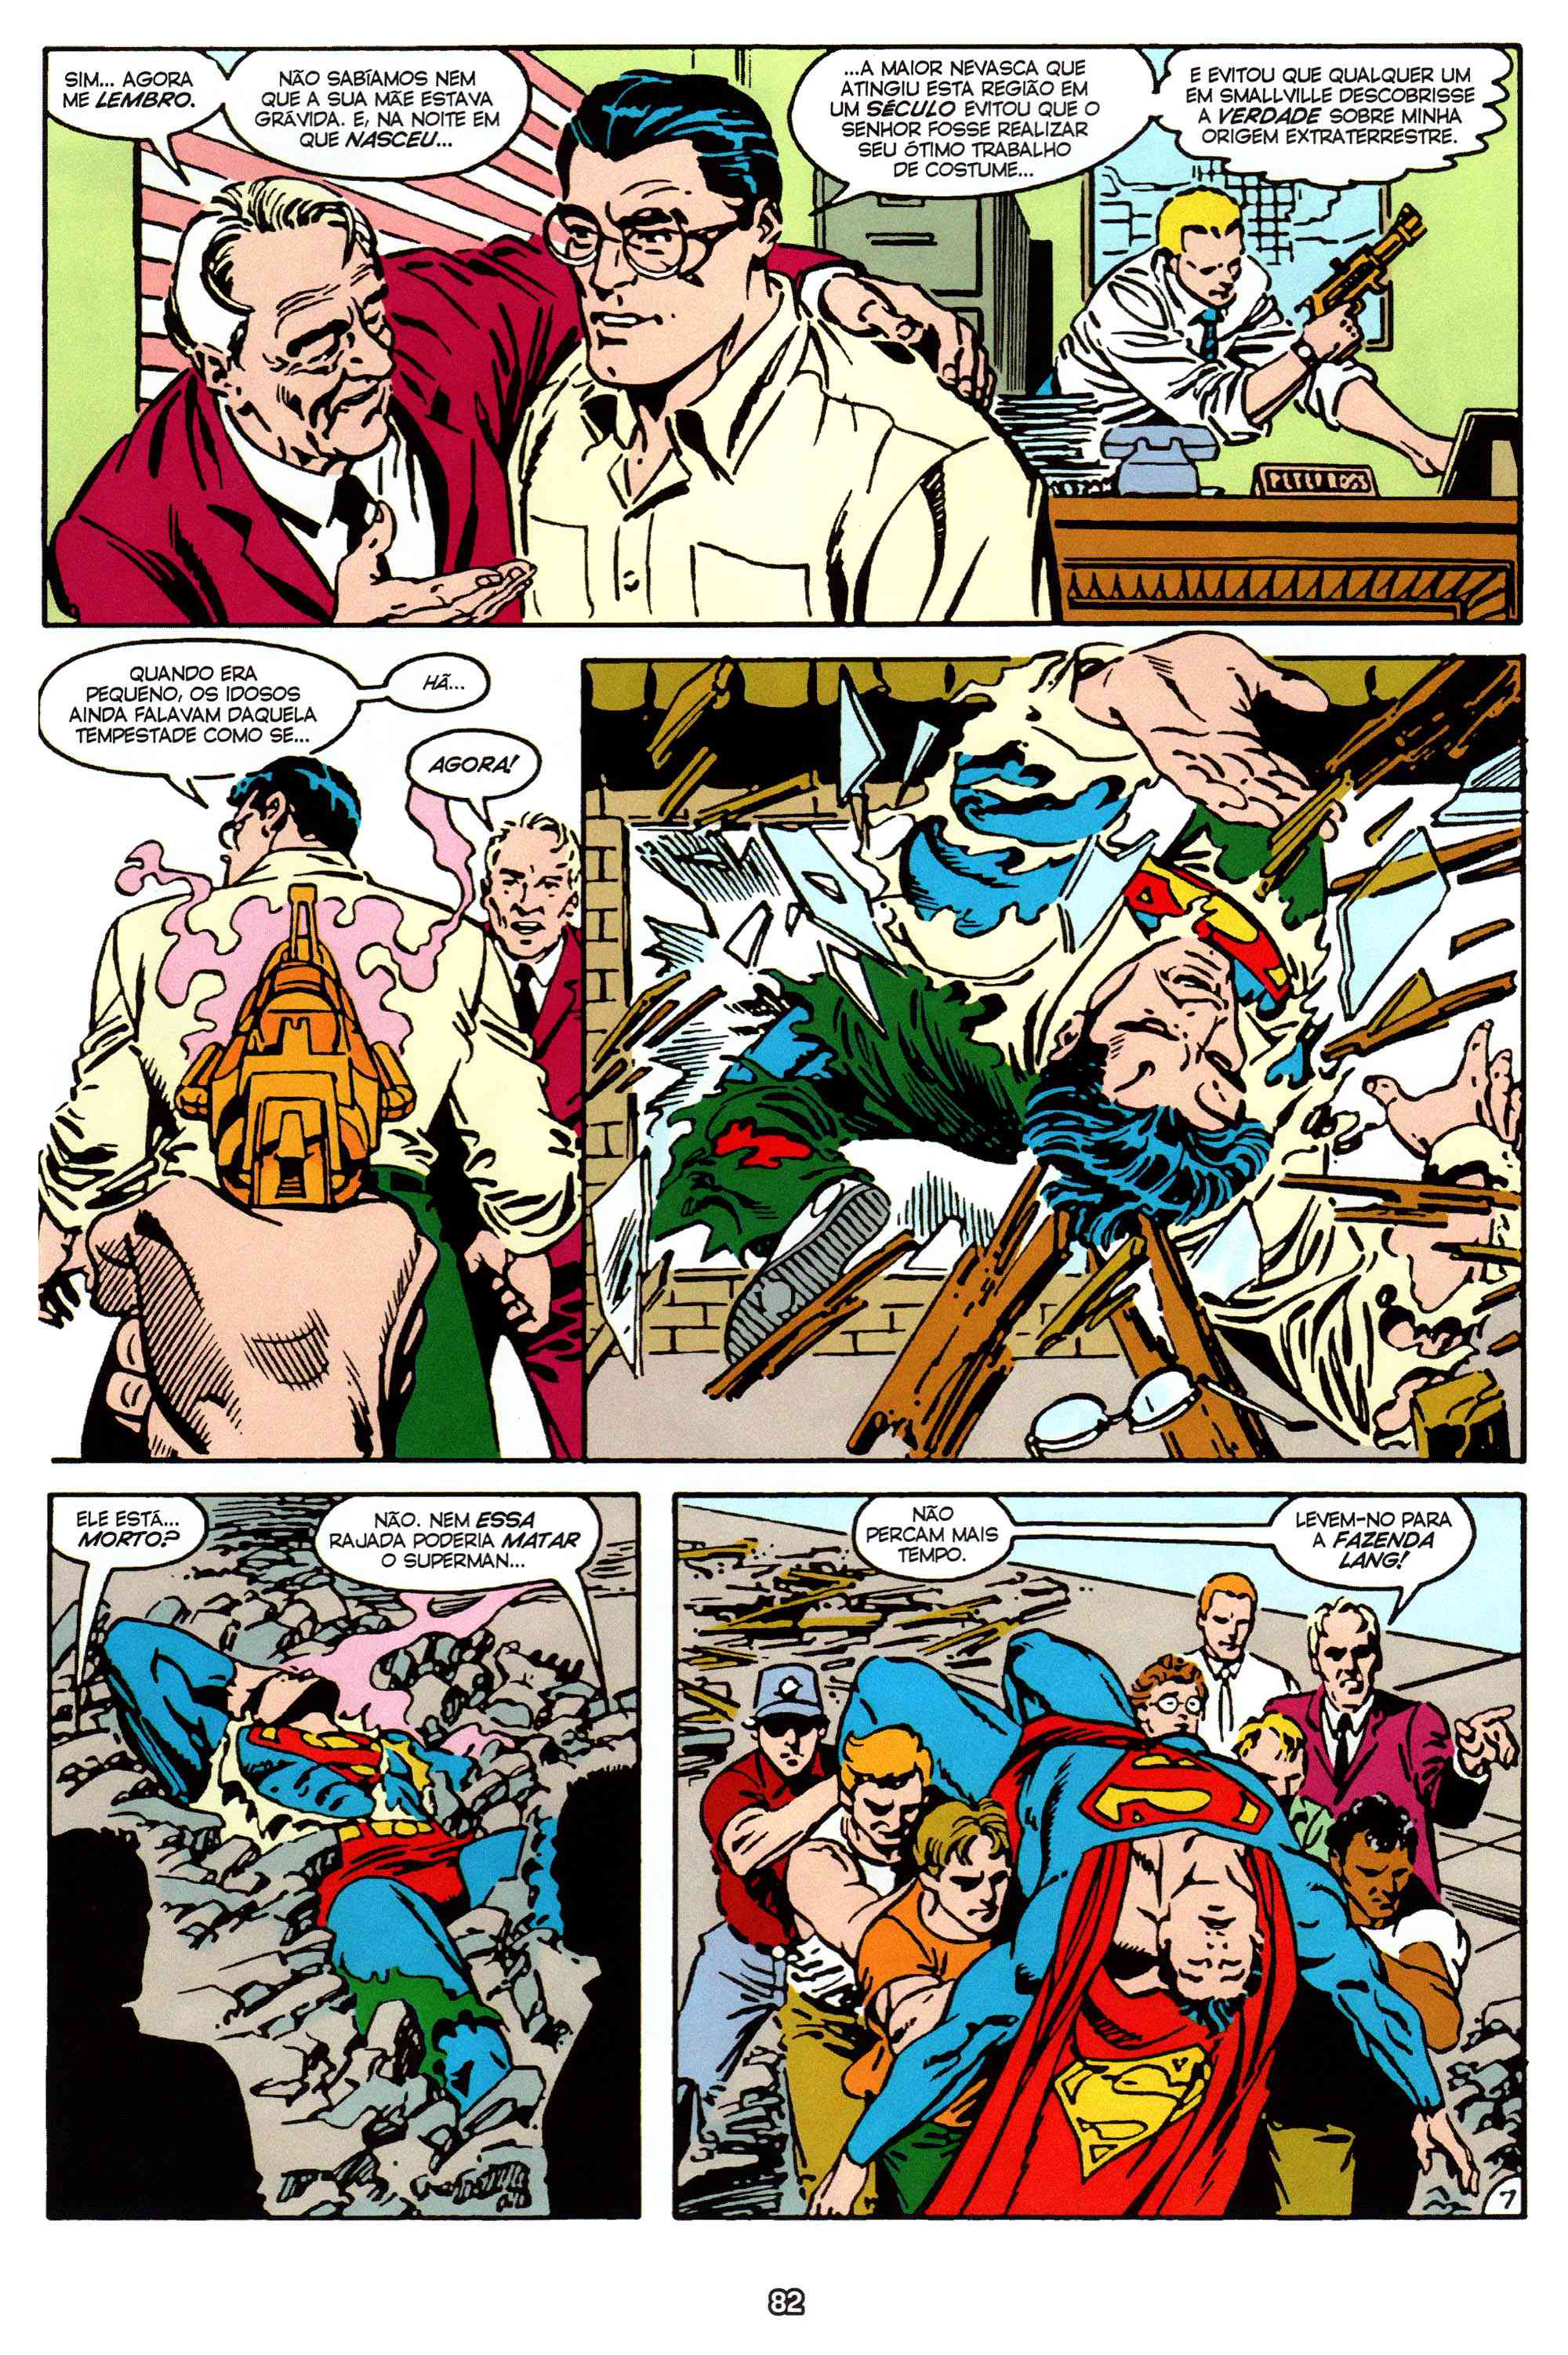 SIM... AGORA
ME LEMBRO.
NÃO SABÍAMOS NEM
QUE A SUA MÃE ESTAVA
GRÁVIDA. E, NA NOITE EM
QUE NASCEU...
...A MAIOR NEVASCA QUE
ATINGIU ESTA REGIÃO EM
UM SÉCULO EVITOU QUE O
SENHOR FOSSE REALIZAR
SEU ÓTIMO TRABALHO
DE COSTUME...
E EVITOU QUE QUALQUER UM
EM SMALLVILLE DESCOBRISSE
A VERDADE SOBRE MINHA
ORIGEM EXTRATERRESTRE.
PETER ROSS
QUANDO ERA
PEQUENO, OS IDOSOS
AINDA FALAVAM DAQUELA
TEMPESTADE COMO SE...
HÃ...
AGORA!
ELE ESTÁ...
MORTO?
NÃO. NEM ESSA
RAJADA PODERIA MATAR
O SUPERMAN...
NÃO
PERCAM MAIS
TEMPO.
LEVEM-NO PARA
A FAZENDA
LANG!
7
82